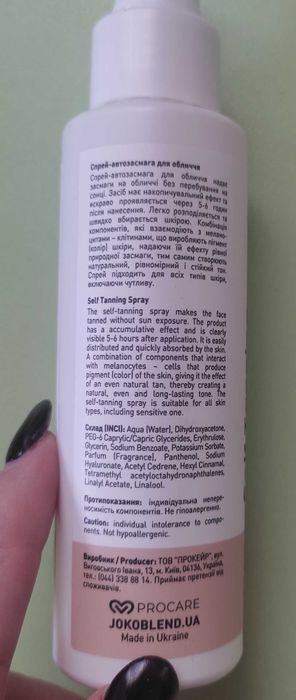 Спрей-автозасмага для обличчя
Спрей-автозасмага для обличчя надає
засмаги на обличчі без перебування на
сонці. Засіб має накопичувальний ефект та
яскраво проявляється через 5-6 годин
після нанесення. Легко розподіляється та
швидко вбирається шкірою. Комбінація
компонентів, які взаємодіють з мелано-
цитами – клітинами, що виробляють пігмент
(колір) шкіри, надаючи їй ефекту рівної
природної засмаги, тим самим створюють
натуральний, рівномірний і стійкий тон.
Спрей підходить для всіх типів шкіри,
включаючи чутливу.
Self Tanning Spray
The self-tanning spray makes the face
tanned without sun exposure. The product
has a accumulative effect and is clearly
visible 5-6 hours after application. It is easily
distributed and quickly absorbed by the skin.
A combination of components that interact
with melanocytes – cells that produce
pigment (color) of the skin, giving it the effect
of an even natural tan, thereby creating a
natural, even and long-lasting tone. The
self-tanning spray is suitable for all skin
types, including sensitive one.
Склад (INCI): Aqua (Water), Dihydroxyacetone,
PEG-6 Caprylic/Capric Glycerides, Erythrulose,
Glycerin, Sodium Benzoate, Potassium Sorbate,
Parfum (Fragrance), Panthenol, Sodium
Hyaluronate, Acetyl Cedrene, Hexyl Cinnamal,
Tetramethyl acetyloctahydronaphthalenes,
Linalyl Acetate, Linalool.
Протипоказання: індивідуальна непере-
носимість компонентів. Не гіпоалергенно.
Caution: individual intolerance to compo-
nents. Not hypoallergenic.
Виробник / Producer: ТОВ "ПРОКЕЙР", вул.
Виговського Івана, 13, м. Київ, 04136, Україна,
тел.: (044) 338 88 14. Приймає претензії від
споживачів.
PROCARE
JOKOBLEND.UA
Made in Ukraine